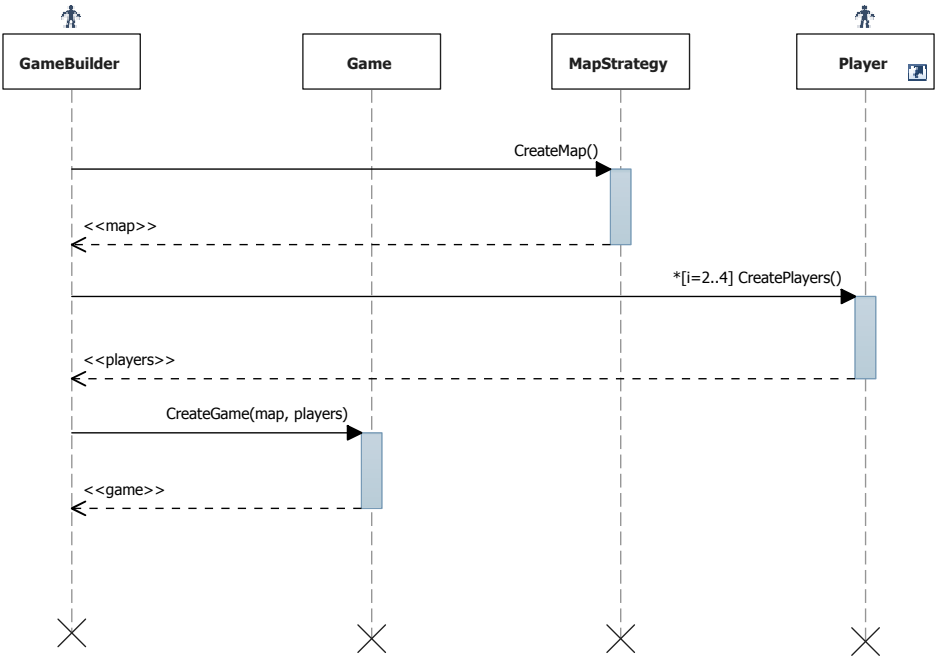 GameBuilder
Game
MapStrategy
Player
CreateMap()
<<map>>
*[i=2..4] CreatePlayers()
<<players>>
CreateGame(map, players)
<<game>>